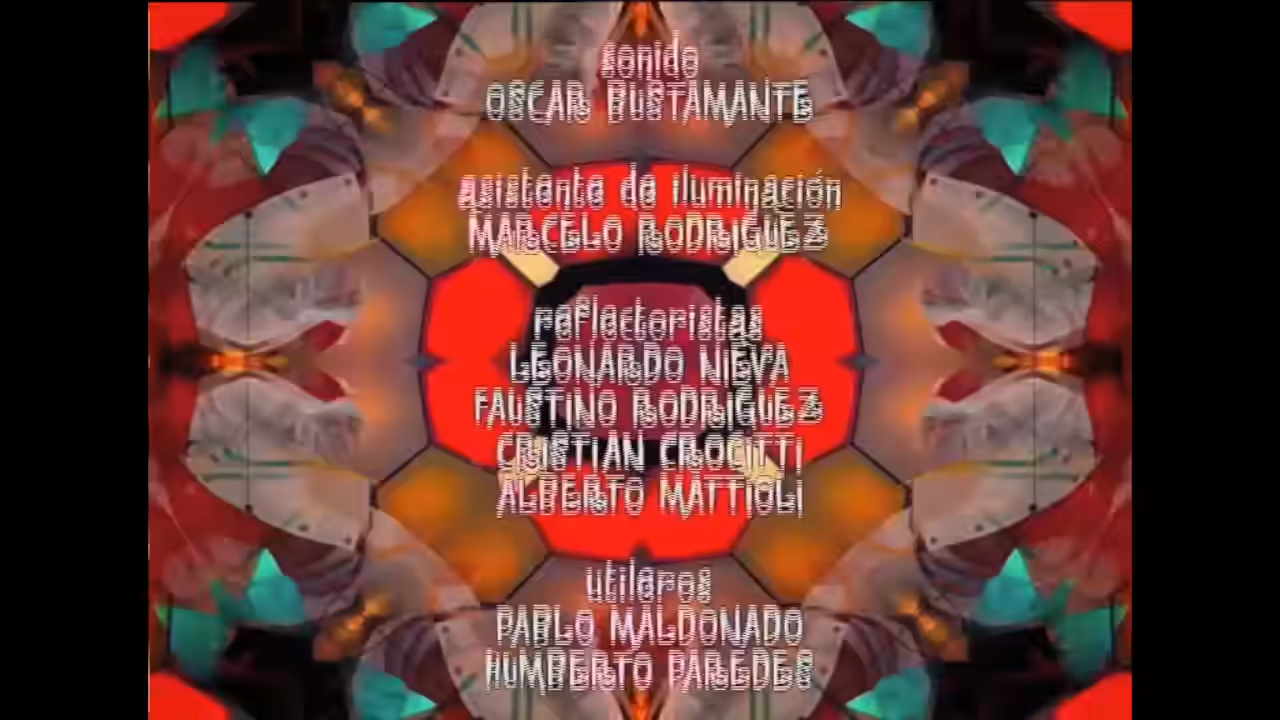 sonido
OSCAR BUSTAMANTE
asistente de iluminación
MARCELO RODRIGUEZ
reflectoristas
LEONARDO NIEVA
FAUSTINO RODRIGUEZ
CRISTIAN CROCITTI
ALBERTO MATTIOLI
utileros
PABLO MALDONADO
HUMBERTO PAREDES